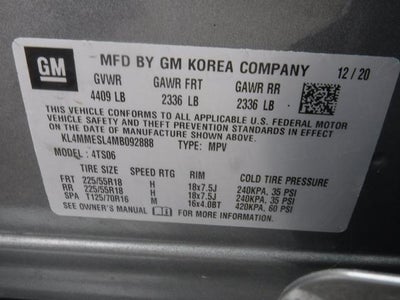 GM
MFD BY GM KOREA COMPANY 12/20
GVWR GAWR FRT GAWR RR
4409 LB 2336 LB 2336 LB
THIS VEHICLE CONFORMS TO ALL APPLICABLE U.S. FEDERAL MOTOR
VEHICLE SAFETY AND THEFT PREVENTION STANDARDS IN EFFECT
ON THE DATE OF MANUFACTURE SHOWN ABOVE.
KL4MMESL4MB092888 TYPE: MPV
MODEL: 4TS06
TIRE SIZE SPEED RTG RIM COLD TIRE PRESSURE
FRT 225/55R18 H 18x7.5J 240KPA, 35 PSI
RR 225/55R18 H 18x7.5J 240KPA, 35 PSI
SPA T125/70R16 M 16x4.0BT 420KPA, 60 PSI
SEE OWNER'S MANUAL FOR MORE INFORMATION.